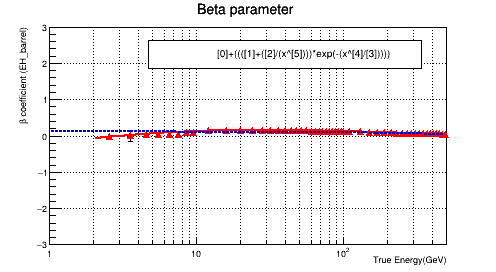 Beta parameter
β coefficient (EH_barrel)
[0]+((([1]+([2]/(x^[5])))*exp(-(x^[4]/[3]))))
3
2
1
0
−1
−2
−3
1
10
10²
True Energy(GeV)